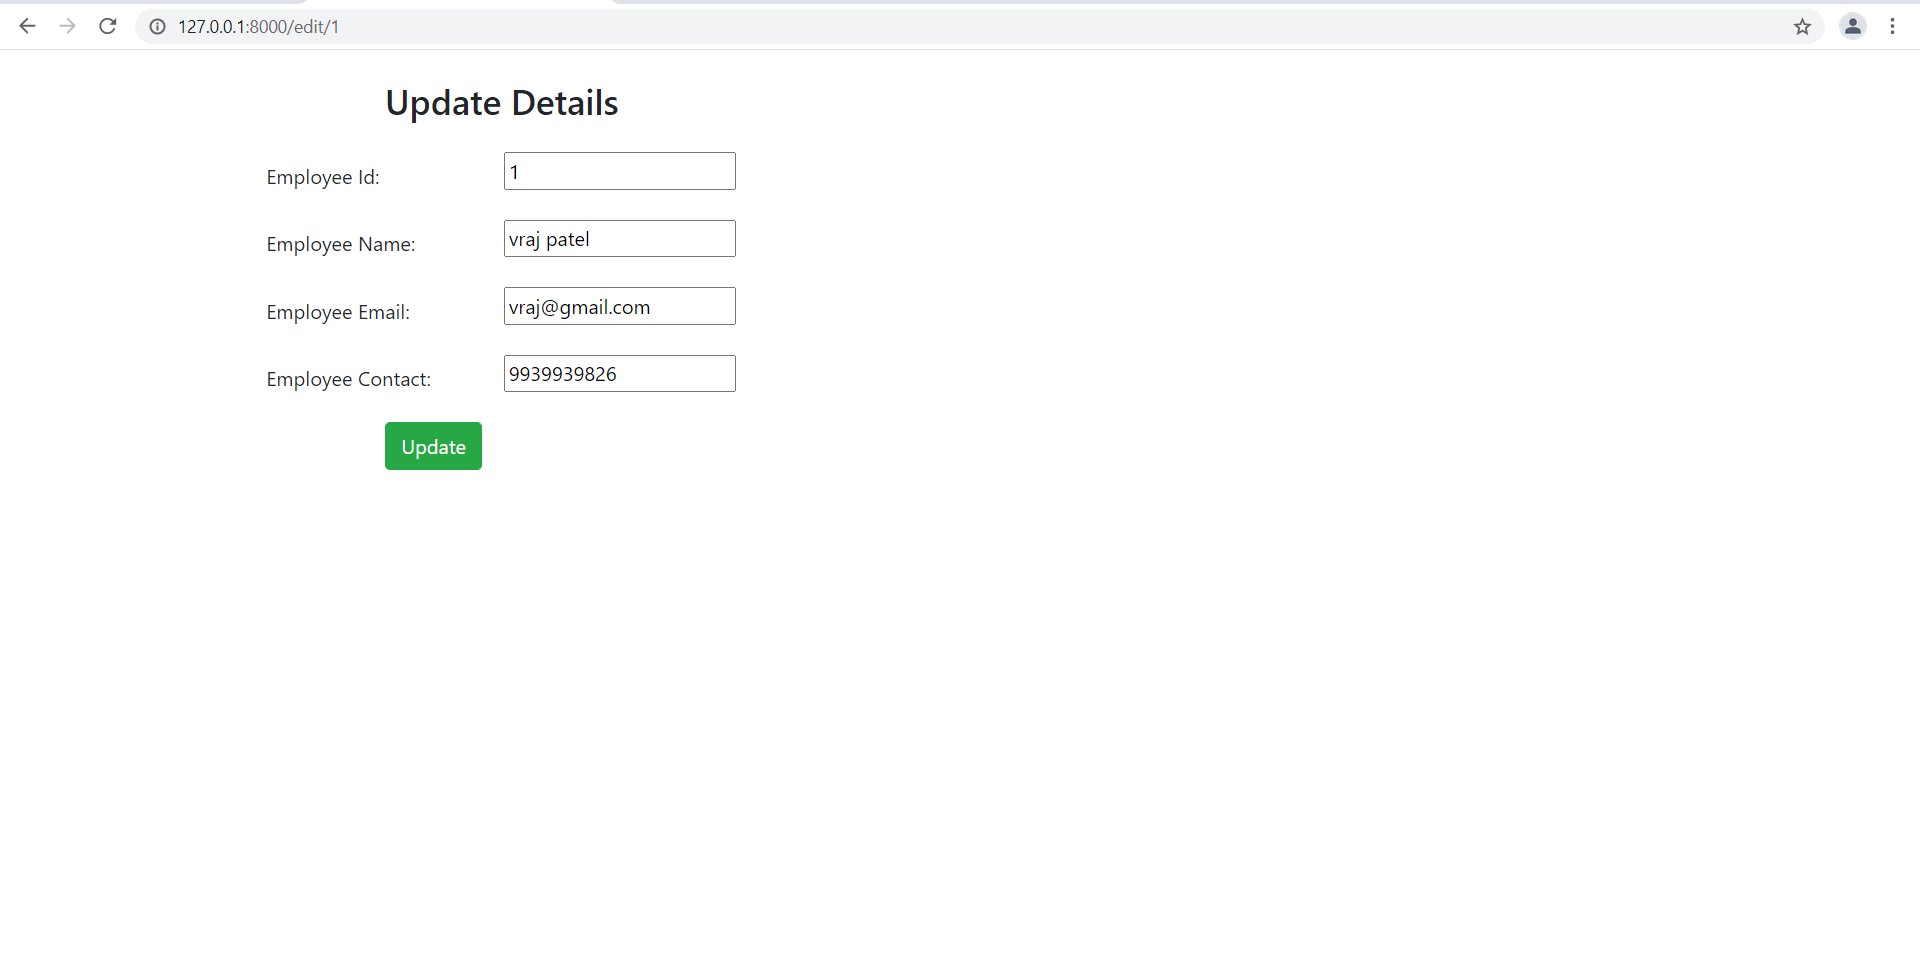 127.0.0.1:8000/edit/1
Update Details
Employee Id: 1
Employee Name: vraj patel
Employee Email: vraj@gmail.com
Employee Contact: 9939939826
Update